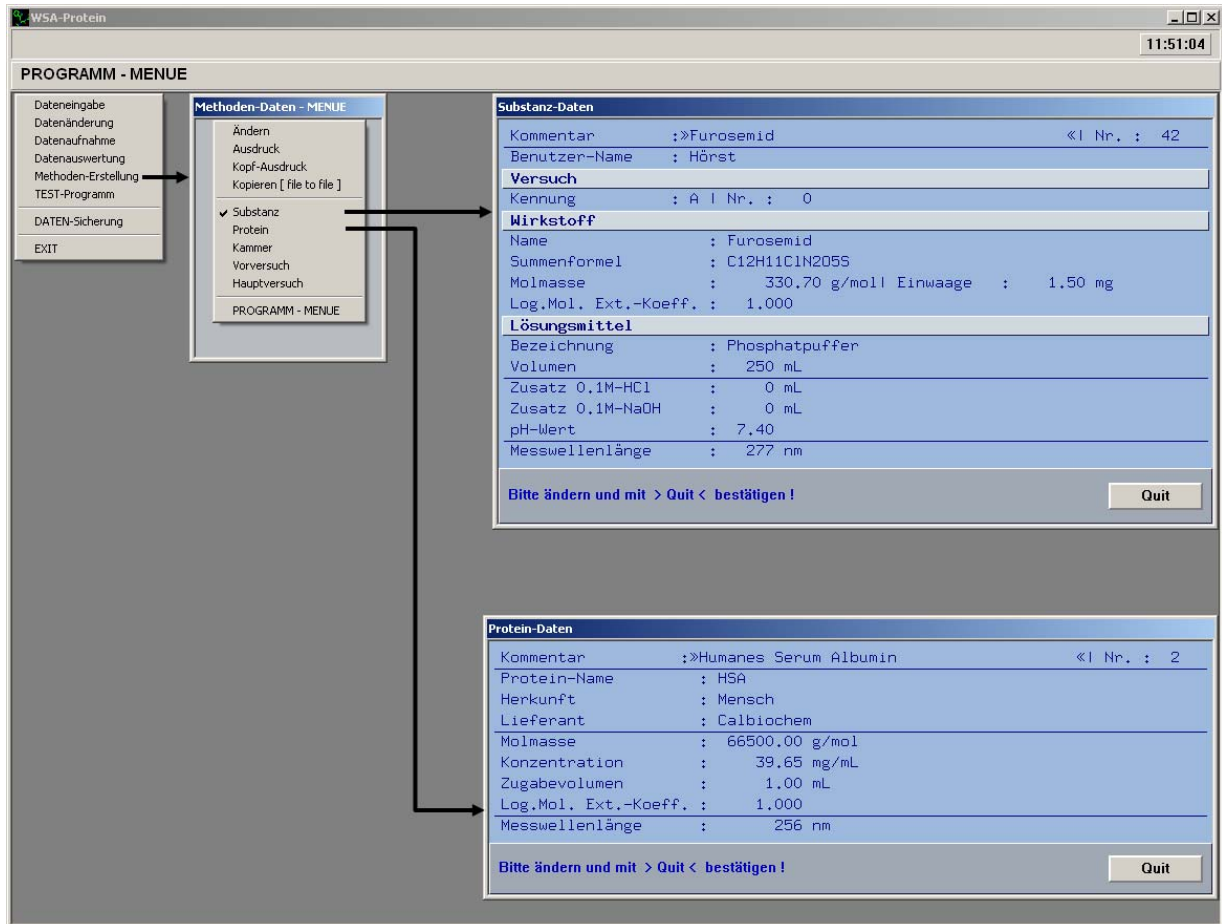 WSA-Protein
11:51:04
PROGRAMM - MENUE
Dateneingabe
Datenänderung
Datenaufnahme
Datenauswertung
Methoden-Erstellung
TEST-Programm
DATEN-Sicherung
EXIT
Methoden-Daten - MENUE
Ändern
Ausdruck
Kopf-Ausdruck
Kopieren [ file to file ]
Substanz
Protein
Kammer
Vorversuch
Hauptversuch
PROGRAMM - MENUE
Substanz-Daten
Kommentar :»Furosemid «| Nr. : 42
Benutzer-Name : Hörst
Versuch
Kennung : A | Nr. : 0
Wirkstoff
Name : Furosemid
Summenformel : C12H11ClN2O5S
Molmasse : 330.70 g/mol| Einwaage : 1.50 mg
Log.Mol. Ext.-Koeff. : 1.000
Lösungsmittel
Bezeichnung : Phosphatpuffer
Volumen : 250 mL
Zusatz 0.1M-HCl : 0 mL
Zusatz 0.1M-NaOH : 0 mL
pH-Wert : 7.40
Messwellenlänge : 277 nm
Bitte ändern und mit > Quit < bestätigen !
Quit
Protein-Daten
Kommentar :»Humanes Serum Albumin «| Nr. : 2
Protein-Name : HSA
Herkunft : Mensch
Lieferant : Calbiochem
Molmasse : 66500.00 g/mol
Konzentration : 39.65 mg/mL
Zugabevolumen : 1.00 mL
Log.Mol. Ext.-Koeff. : 1.000
Messwellenlänge : 256 nm
Bitte ändern und mit > Quit < bestätigen !
Quit